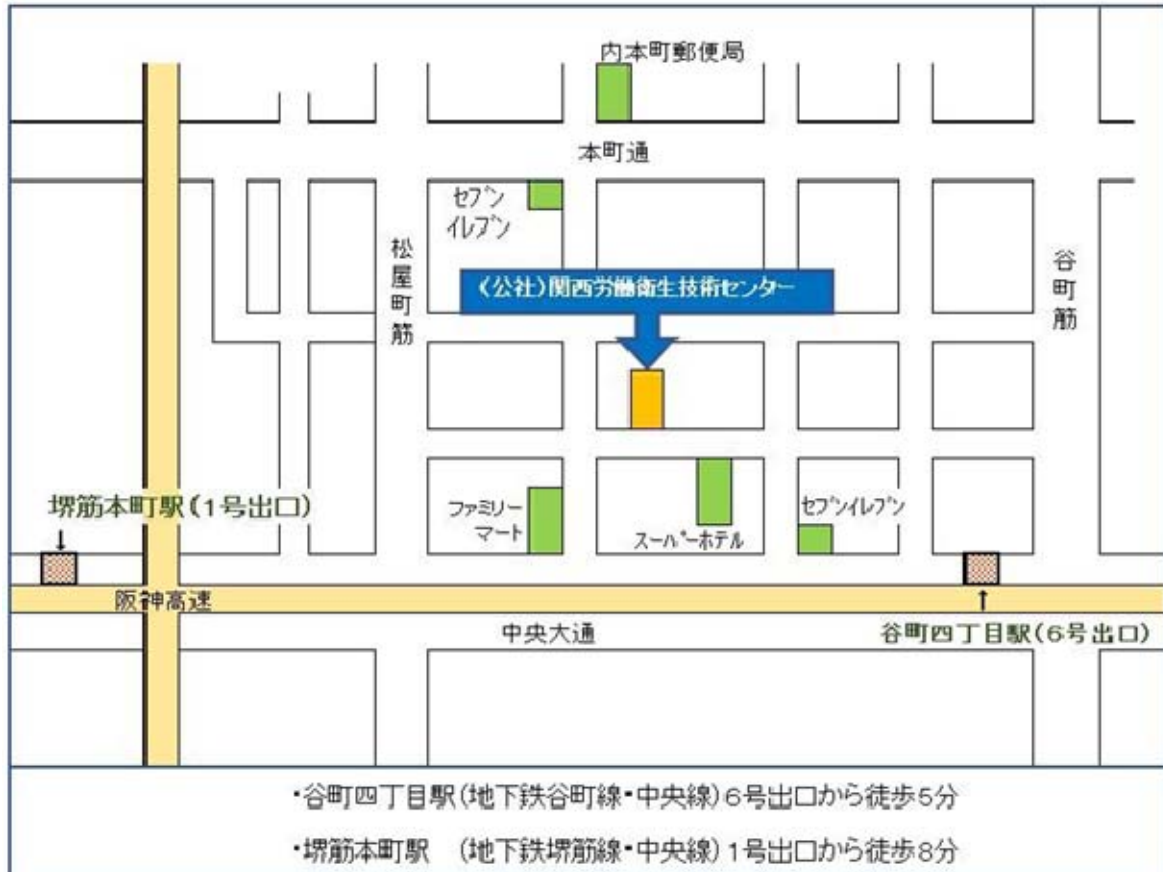 内本町郵便局
本町通
セブン
イレブン
松屋町筋
谷町筋
(公社)関西労働衛生技術センター
堺筋本町駅(1号出口)
ファミリー
マート
スーパーホテル
セブンイレブン
阪神高速
中央大通
谷町四丁目駅(6号出口)
・谷町四丁目駅(地下鉄谷町線・中央線)6号出口から徒歩5分
・堺筋本町駅 (地下鉄堺筋線・中央線)1号出口から徒歩8分